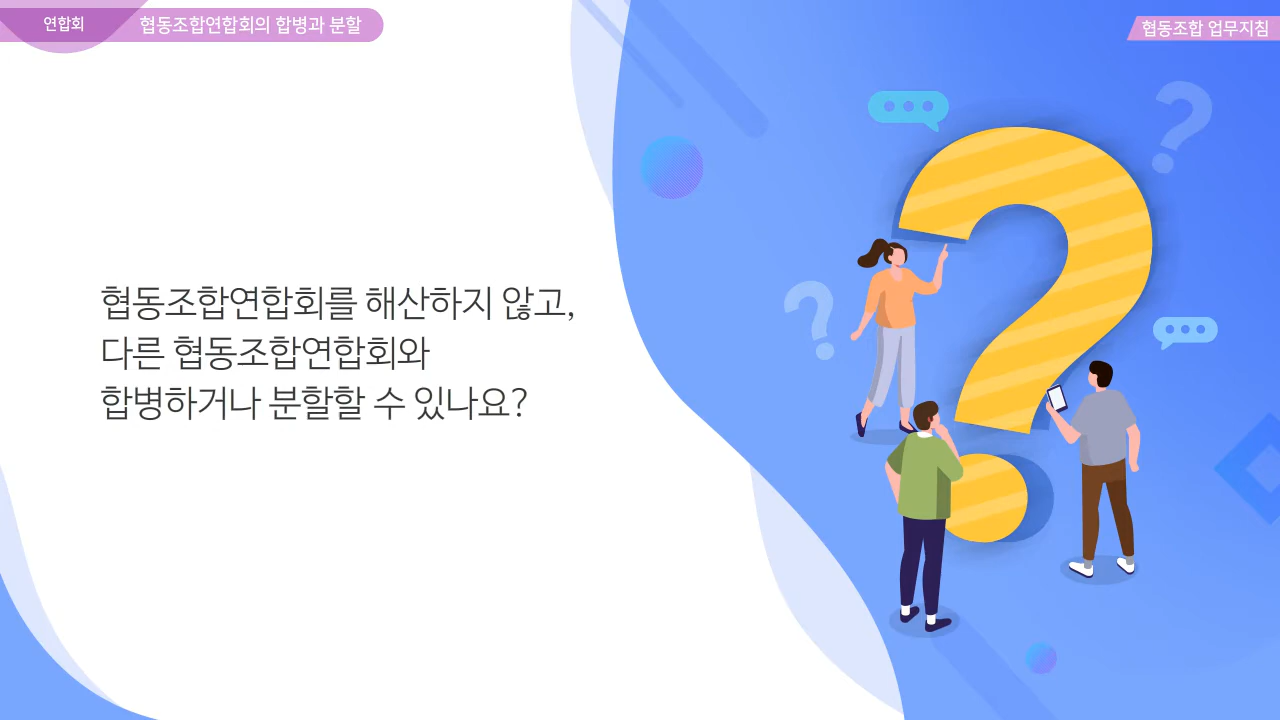 연합회
협동조합연합회의 합병과 분할
협동조합 업무지침
협동조합연합회를 해산하지 않고,
다른 협동조합연합회와
합병하거나 분할할 수 있나요?